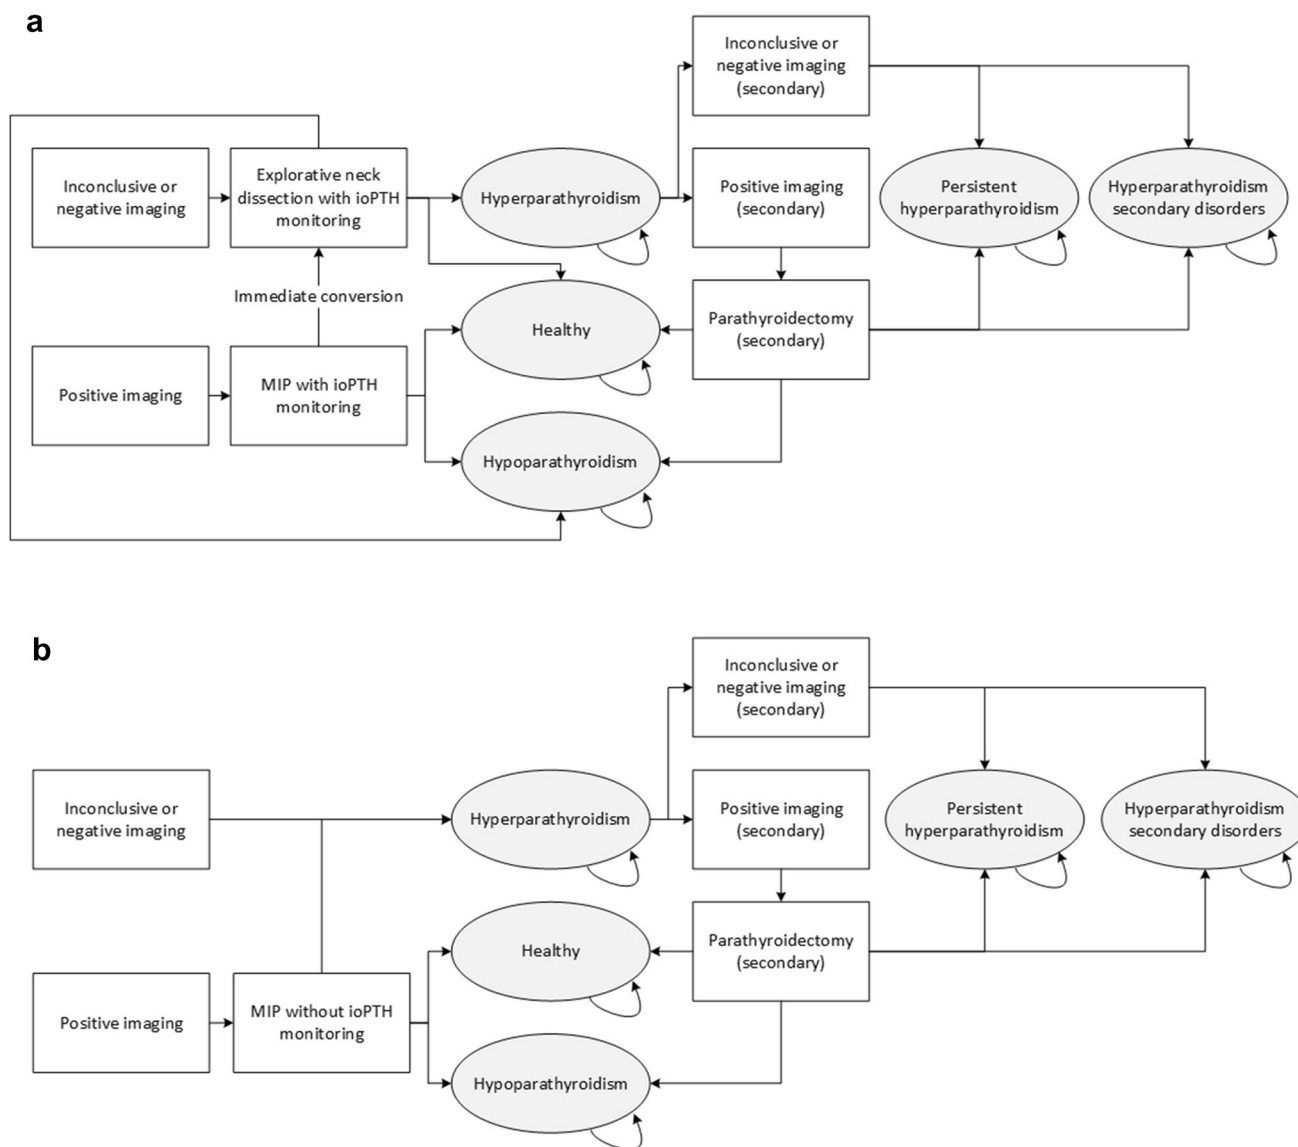 a
Inconclusive or
negative imaging
(secondary)
Inconclusive or
negative imaging
Explorative neck
dissection with ioPTH
monitoring
Hyperparathyroidism
Positive imaging
(secondary)
Persistent
hyperparathyroidism
Hyperparathyroidism
secondary disorders
Immediate conversion
Healthy
Parathyroidectomy
(secondary)
Positive imaging
MIP with ioPTH
monitoring
Hypoparathyroidism
b
Inconclusive or
negative imaging
(secondary)
Inconclusive or
negative imaging
Hyperparathyroidism
Positive imaging
(secondary)
Persistent
hyperparathyroidism
Hyperparathyroidism
secondary disorders
Healthy
Parathyroidectomy
(secondary)
Positive imaging
MIP without ioPTH
monitoring
Hypoparathyroidism